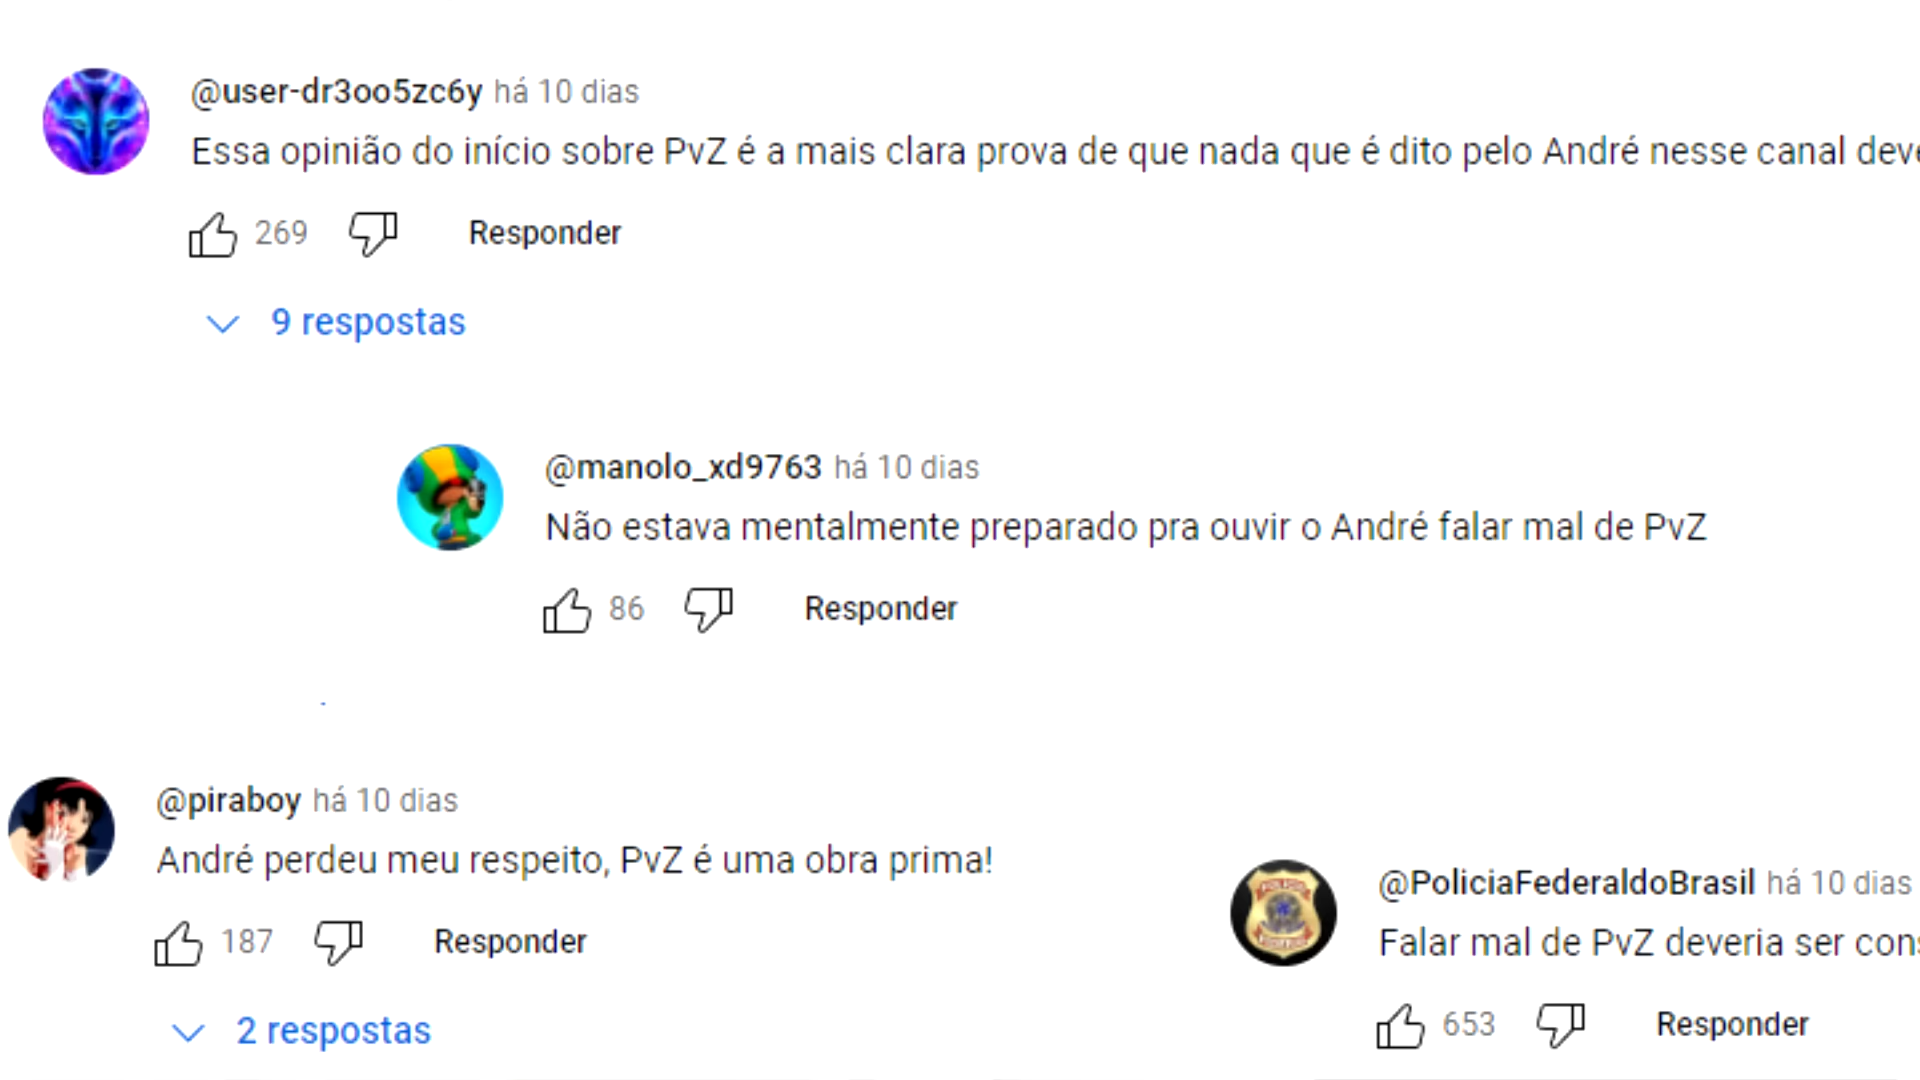 @user-dr3oo5zc6y há 10 dias
Essa opinião do início sobre PvZ é a mais clara prova de que nada que é dito pelo André nesse canal
269 Responder
9 respostas
@manolo_xd9763 há 10 dias
Não estava mentalmente preparado pra ouvir o André falar mal de PvZ
86 Responder
@piraboy há 10 dias
André perdeu meu respeito, PvZ é uma obra prima!
187 Responder
2 respostas
@PoliciaFederaldoBrasil há 10 dias
Falar mal de PvZ deveria ser
653 Responder